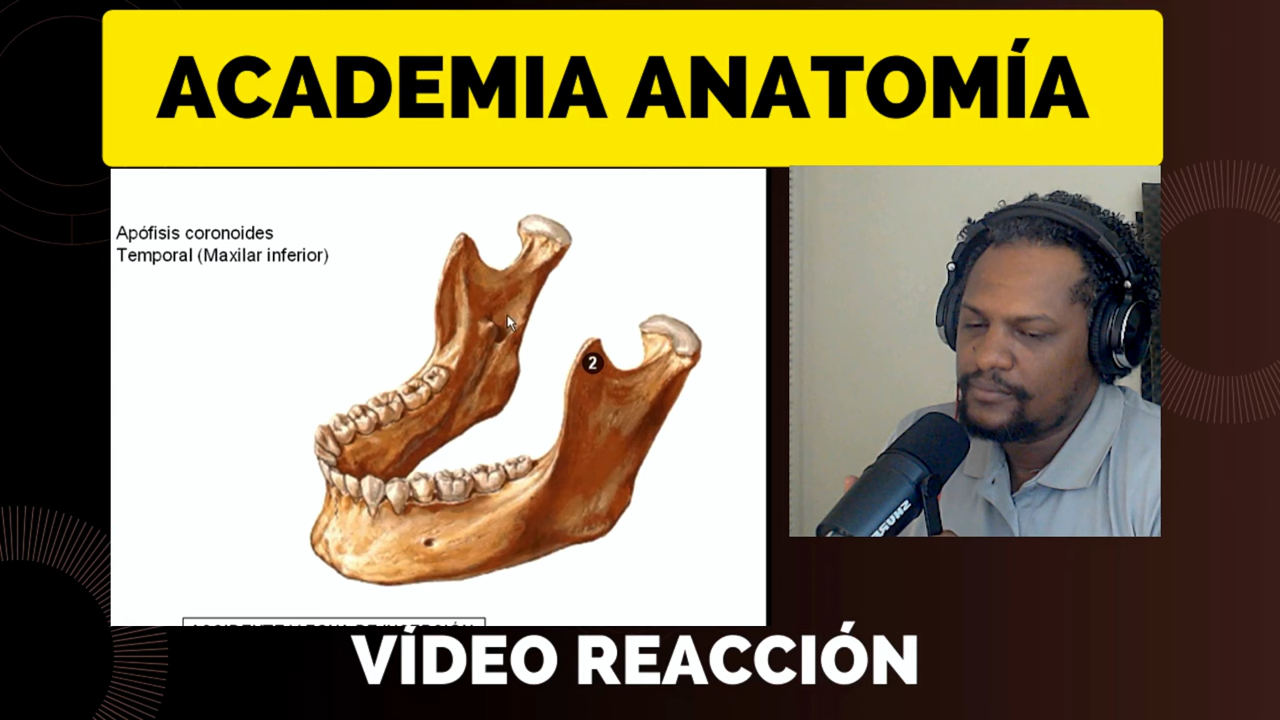 ACADEMIA ANATOMÍA
Apófisis coronoides
Temporal (Maxilar inferior)
2
VÍDEO REACCIÓN